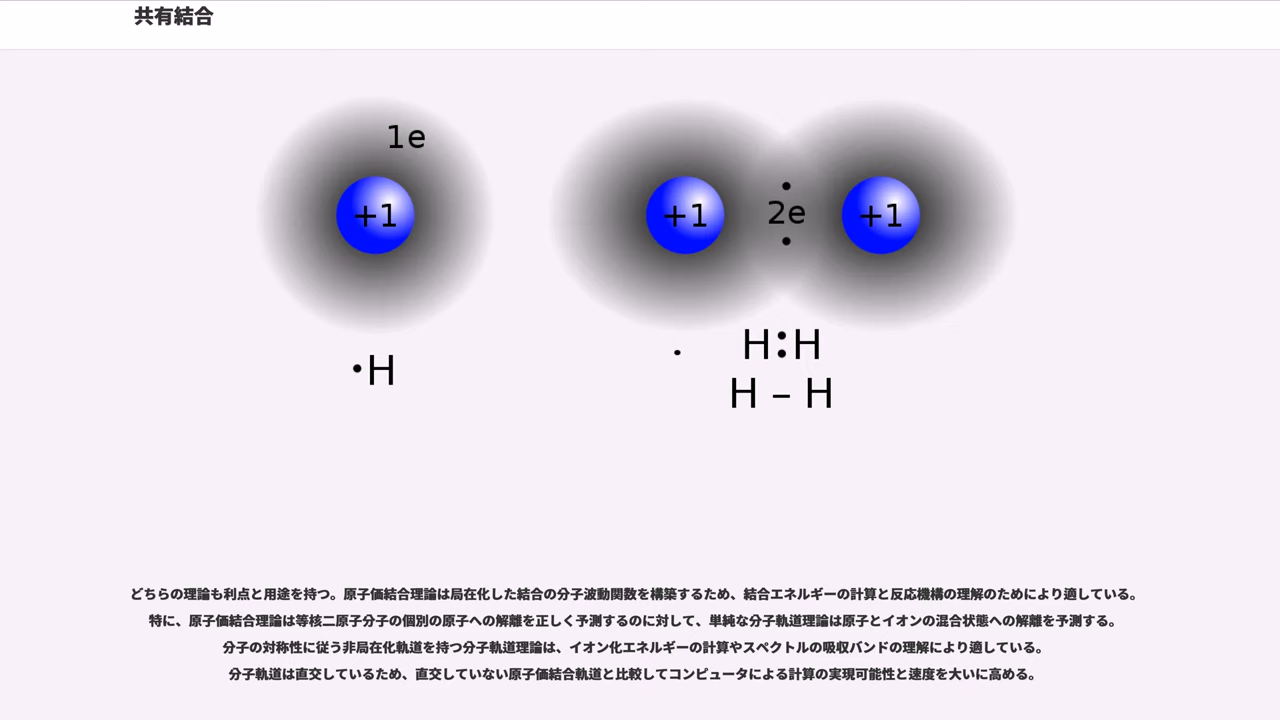 共有結合
1e
+1
+1
2e
+1
H:H
·H
H – H
どちらの理論も利点と用途を持つ。原子価結合理論は局在化した結合の分子波動関数を構築するため、結合エネルギーの計算と反応機構の理解のためにより適している。
特に、原子価結合理論は等核二原子分子の個別の原子への解離を正しく予測するのに対して、単純な分子軌道理論は原子とイオンの混合状態への解離を予測する。
分子の対称性に従う非局在化軌道を持つ分子軌道理論は、イオン化エネルギーの計算やスペクトルの吸収バンドの理解により適している。
分子軌道は直交しているため、直交していない原子価結合軌道と比較してコンピュータによる計算の実現可能性と速度を大いに高める。